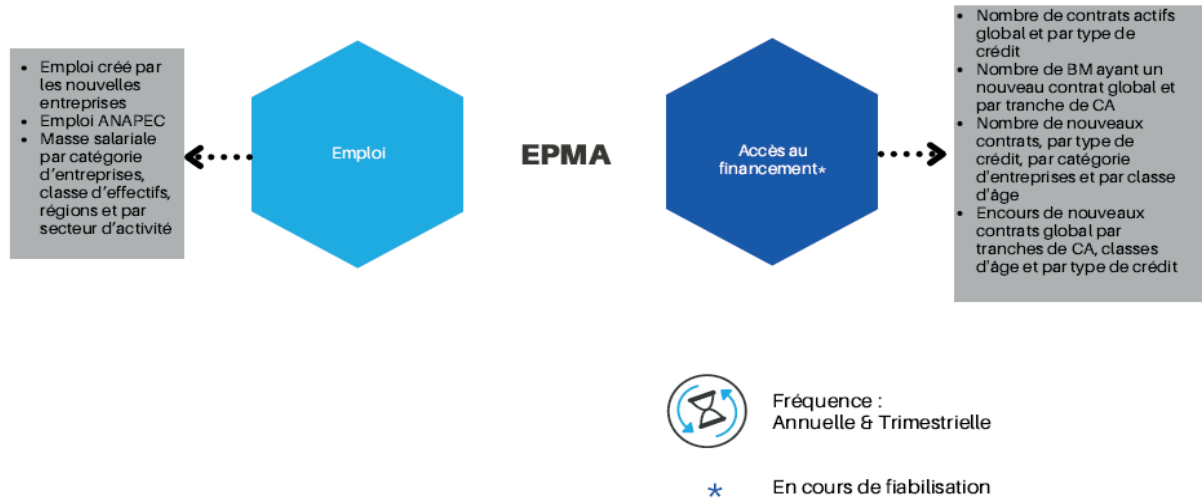 • Emploi créé par
les nouvelles
entreprises
• Emploi ANAPEC
• Masse salariale
par catégorie
d'entreprises,
classe d'effectifs,
régions et par
secteur d'activité
Emploi
EPMA
Accès au
financement*
• Nombre de contrats actifs
global et par type de
crédit
• Nombre de BM ayant un
nouveau contrat global et
par tranche de CA
• Nombre de nouveaux
contrats, par type de
crédit, par catégorie
d'entreprises et par classe
d'âge
• Encours de nouveaux
contrats global par
tranches de CA, classes
d'âge et par type de crédit
Fréquence :
Annuelle & Trimestrielle
* En cours de fiabilisation